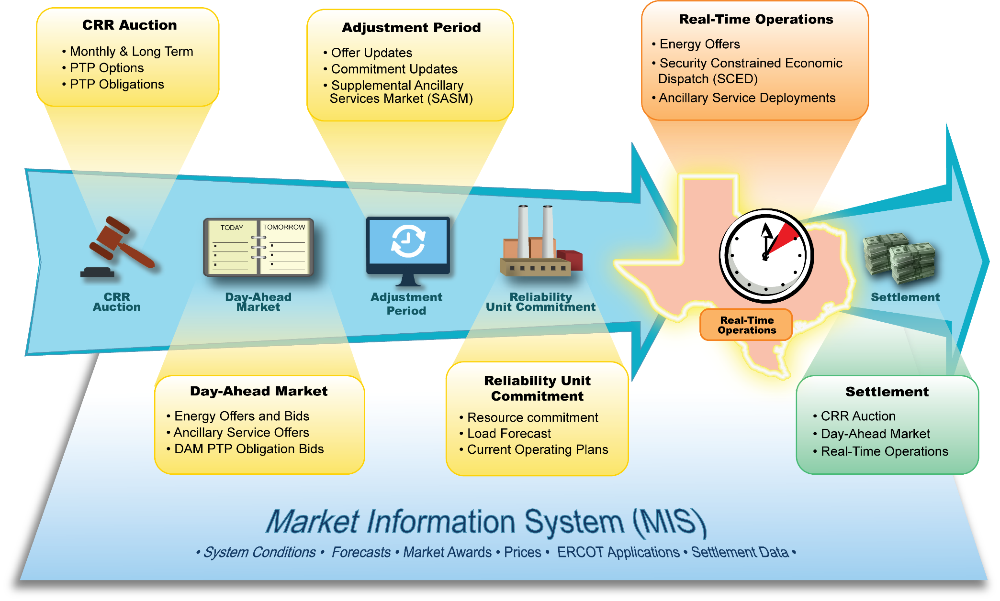 CRR Auction
• Monthly & Long Term
• PTP Options
• PTP Obligations
Adjustment Period
• Offer Updates
• Commitment Updates
• Supplemental Ancillary
Services Market (SASM)
Real-Time Operations
• Energy Offers
• Security Constrained Economic
Dispatch (SCED)
• Ancillary Service Deployments
TODAY
TOMORROW
CRR
Auction
Day-Ahead
Market
Adjustment
Period
Reliability
Unit Commitment
Real-Time
Operations
Settlement
Day-Ahead Market
• Energy Offers and Bids
• Ancillary Service Offers
• DAM PTP Obligation Bids
Reliability Unit
Commitment
• Resource commitment
• Load Forecast
• Current Operating Plans
Settlement
• CRR Auction
• Day-Ahead Market
• Real-Time Operations
Market Information System (MIS)
• System Conditions • Forecasts • Market Awards • Prices • ERCOT Applications • Settlement Data •